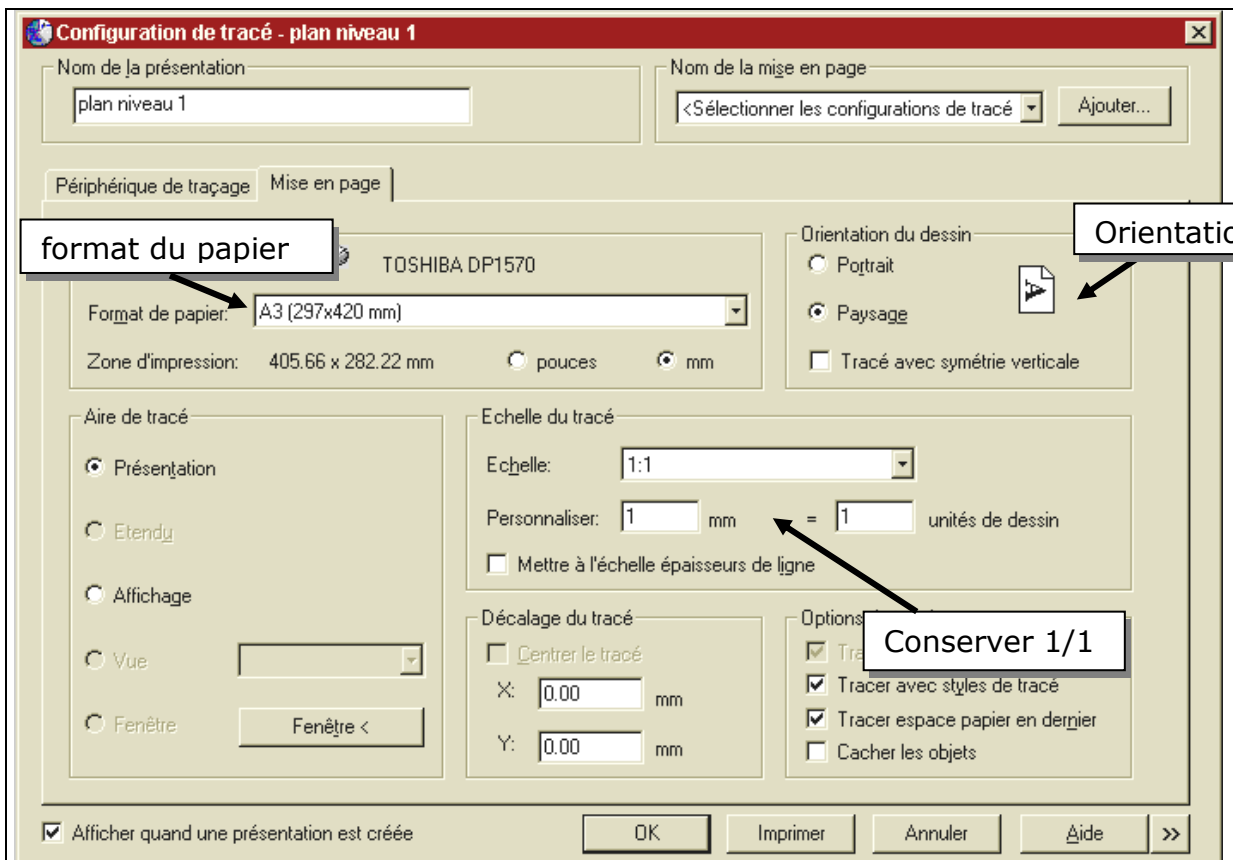 Configuration de tracé - plan niveau 1
Nom de la présentation
plan niveau 1
Nom de la mise en page
<Sélectionner les configurations de tracé
Ajouter...
Périphérique de traçage
Mise en page
format du papier
TOSHIBA DP1570
Format de papier:
A3 (297x420 mm)
Zone d'impression:
405.66 x 282.22 mm
pouces
mm
Orientation du dessin
Orientatio
Portrait
A
Paysage
Tracé avec symétrie verticale
Aire de tracé
Présentation
Etendu
Affichage
Vue
Fenêtre
Fenêtre <
Echelle du tracé
Echelle:
1:1
Personnaliser:
1
mm
=
1
unités de dessin
Mettre à l'échelle épaisseurs de ligne
Décalage du tracé
Centrer le tracé
X:
0.00
mm
Y:
0.00
mm
Options
Conserver 1/1
Tracer avec styles de tracé
Tracer espace papier en dernier
Cacher les objets
Afficher quand une présentation est créée
OK
Imprimer
Annuler
Aide
>>